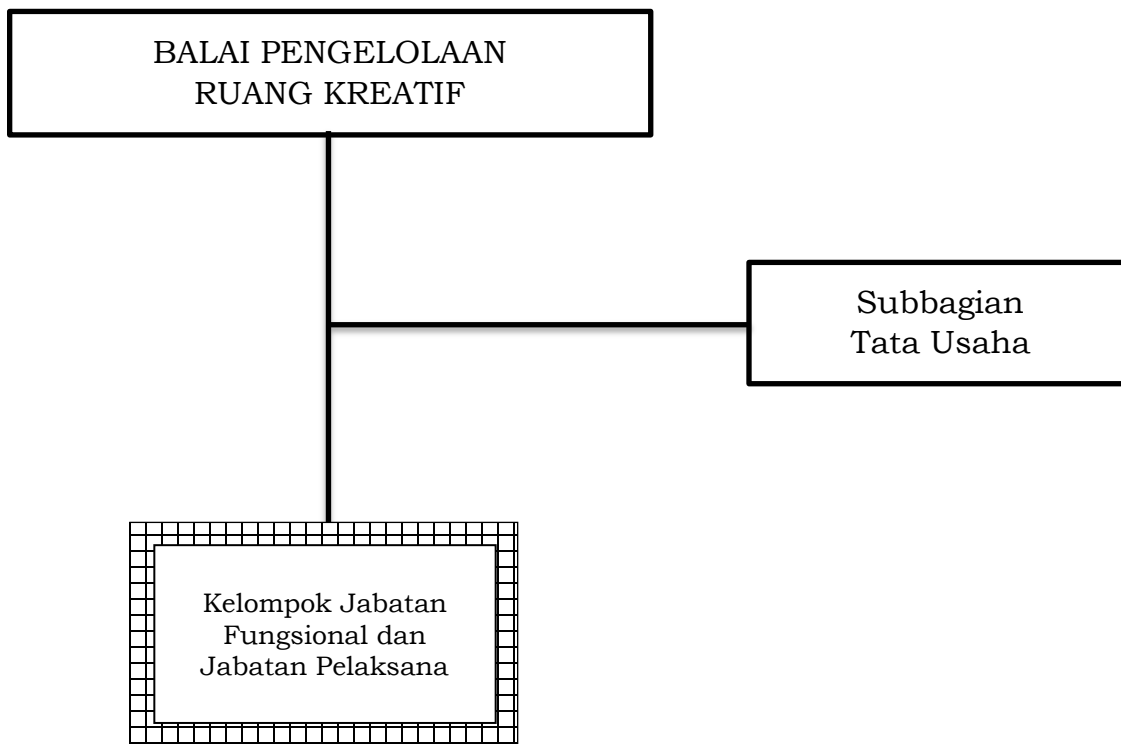 BALAI PENGELOLAAN
RUANG KREATIF
Subbagian
Tata Usaha
Kelompok Jabatan
Fungsional dan
Jabatan Pelaksana